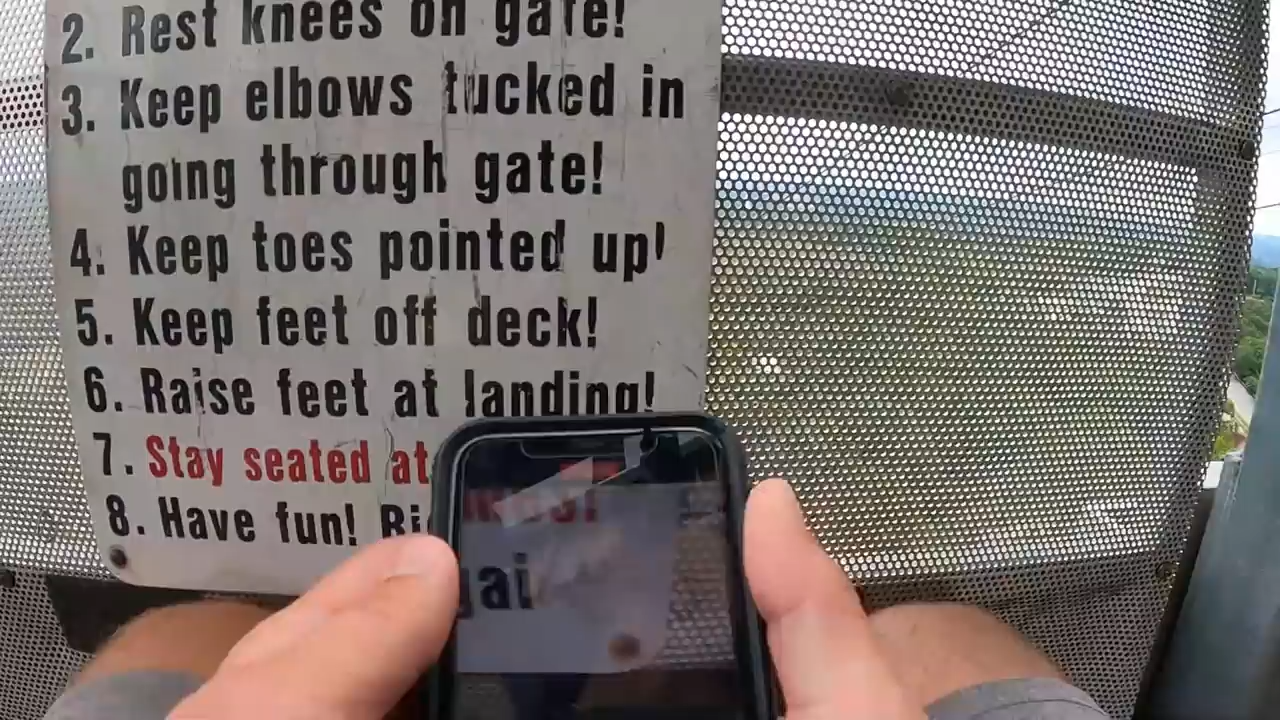 2. Rest knees on gate!
3. Keep elbows tucked in
going through gate!
4. Keep toes pointed up!
5. Keep feet off deck!
6. Raise feet at landing!
7. Stay seated at
8. Have fun!